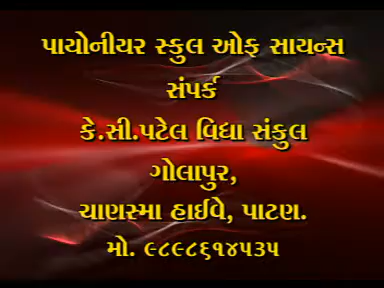 પાયોનીયર સ્કુલ ઓફ સાયન્સ
સંપર્ક
કે.સી.પટેલ વિદ્યા સંકુલ
ગોલાપુર,
ચાણસ્મા હાઈવે, પાટણ.
મો. ૯૮૯૮૬૧૪૫૩૫